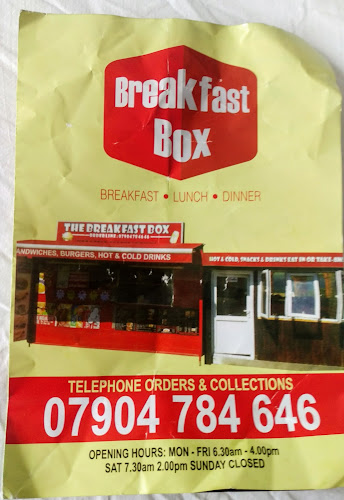 Breakfast
Box
BREAKFAST • LUNCH • DINNER
THE BREAKFAST BOX
SANDWICHES, BURGERS, HOT & COLD DRINKS
HOT & COLD, SNACKS & DRINKS EAT IN OR TAKE-
TELEPHONE ORDERS & COLLECTIONS
07904 784 646
OPENING HOURS: MON - FRI 6.30am - 4.00pm
SAT 7.30am 2.00pm SUNDAY CLOSED